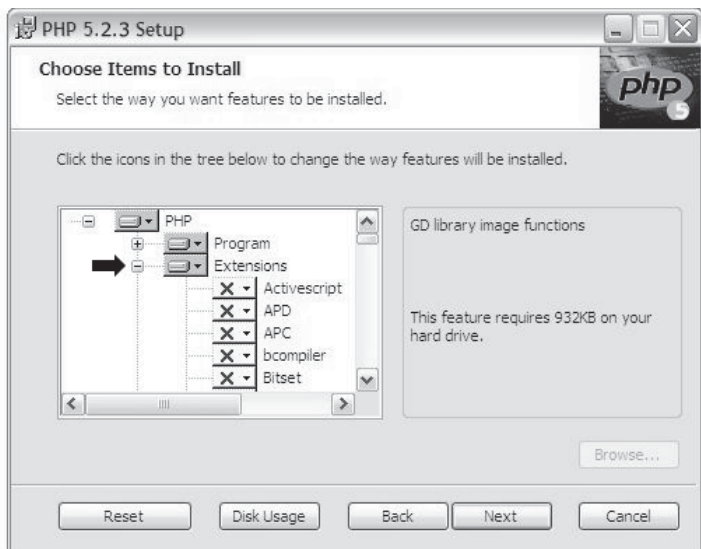 PHP 5.2.3 Setup
Choose Items to Install
Select the way you want features to be installed.
php
5
Click the icons in the tree below to change the way features will be installed.
PHP
Program
Extensions
Activescript
APD
APC
bcompiler
Bitset
GD library image functions
This feature requires 932KB on your
hard drive.
Browse...
Reset
Disk Usage
Back
Next
Cancel